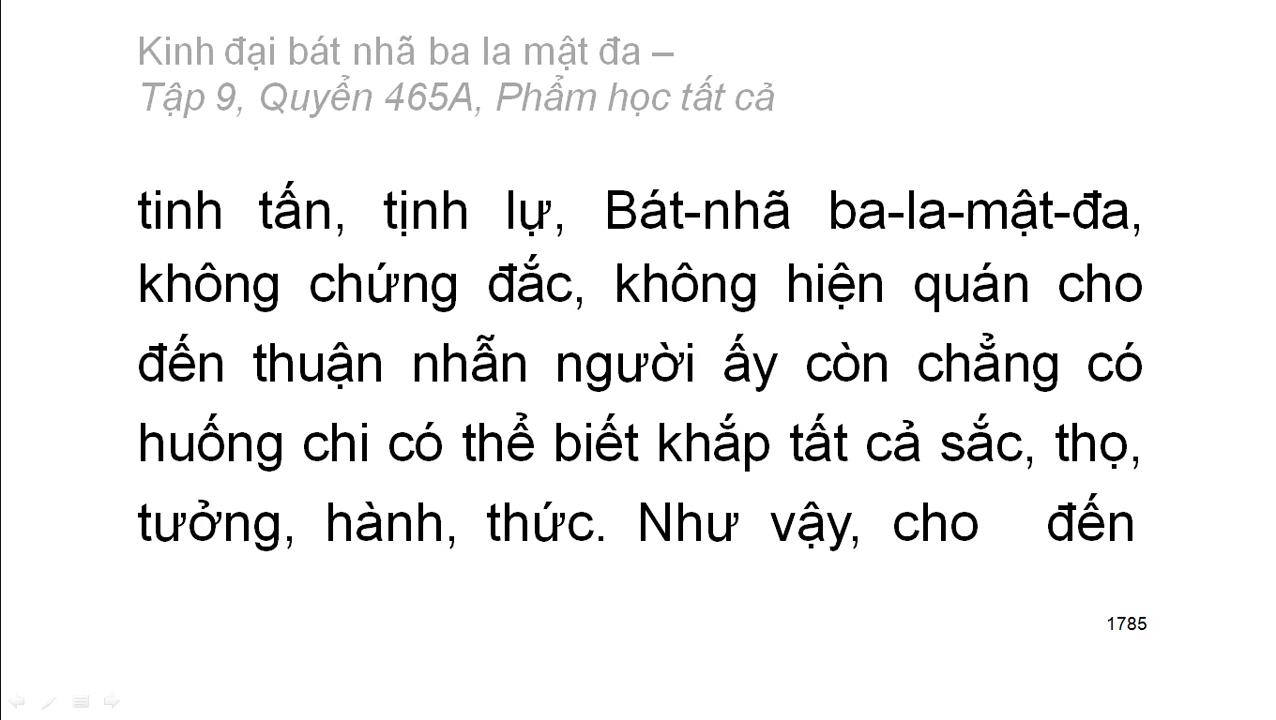 Kinh đại bát nhã ba la mật đa –
Tập 9, Quyển 465A, Phẩm học tất cả
tinh tấn, tịnh lự, Bát-nhã ba-la-mật-đa,
không chứng đắc, không hiện quán cho
đến thuận nhẫn người ấy còn chẳng có
huống chi có thể biết khắp tất cả sắc, thọ,
tưởng, hành, thức. Như vậy, cho đến
1785